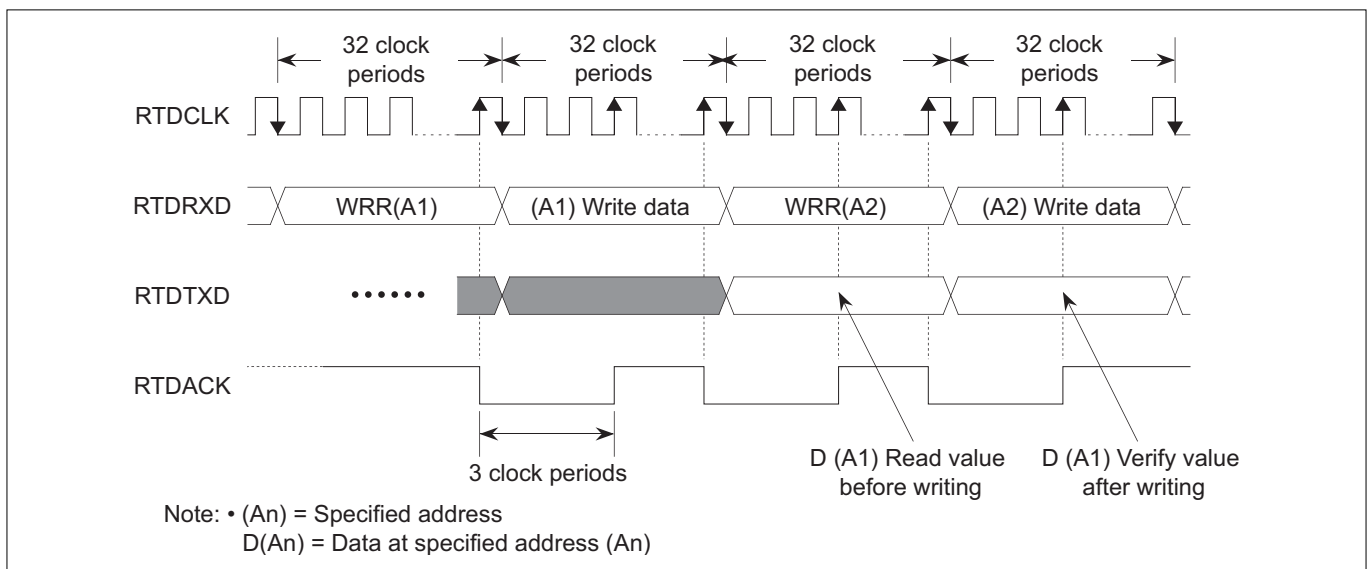 32 clock periods
32 clock periods
32 clock periods
32 clock periods
RTDCLK
RTDRXD
WRR(A1)
(A1) Write data
WRR(A2)
(A2) Write data
RTDTXD
RTDACK
3 clock periods
D (A1) Read value
before writing
D (A1) Verify value
after writing
Note: • (An) = Specified address
D(An) = Data at specified address (An)